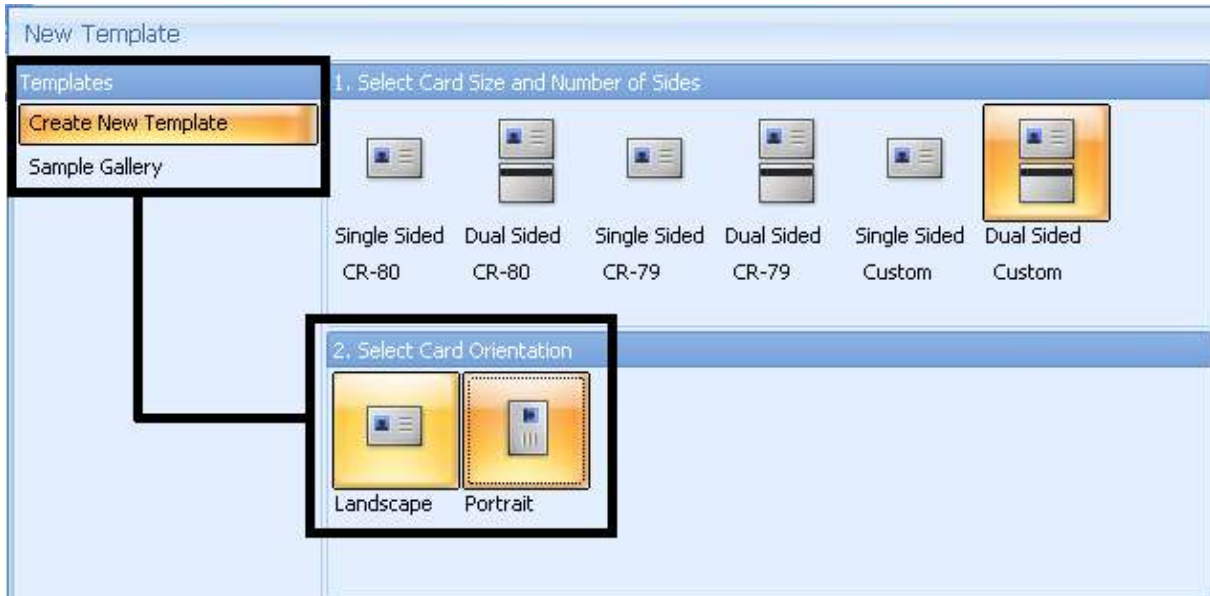 New Template
Templates
Create New Template
Sample Gallery
1. Select Card Size and Number of Sides
Single Sided CR-80
Dual Sided CR-80
Single Sided CR-79
Dual Sided CR-79
Single Sided Custom
Dual Sided Custom
2. Select Card Orientation
Landscape
Portrait